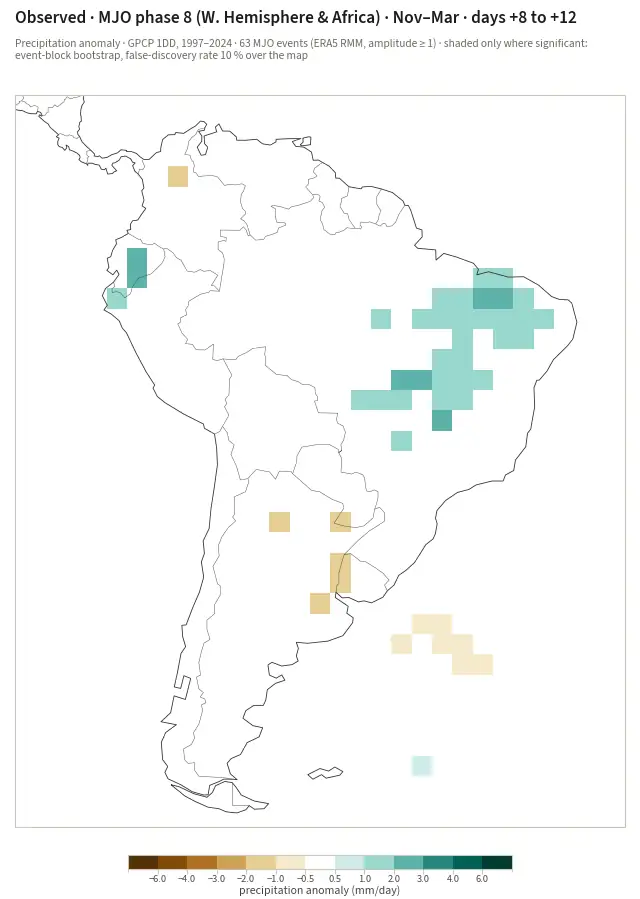 Observed · MJO phase 8 (W. Hemisphere & Africa) · Nov–Mar · days +8 to +12
Precipitation anomaly · GPCP 1DD, 1997–2024 · 63 MJO events (ERA5 RMM, amplitude ≥ 1) · shaded only where significant:
event-block bootstrap, false-discovery rate 10 % over the map
−6.0 −4.0 −3.0 −2.0 −1.0 −0.5 0.5 1.0 2.0 3.0 4.0 6.0
precipitation anomaly (mm/day)